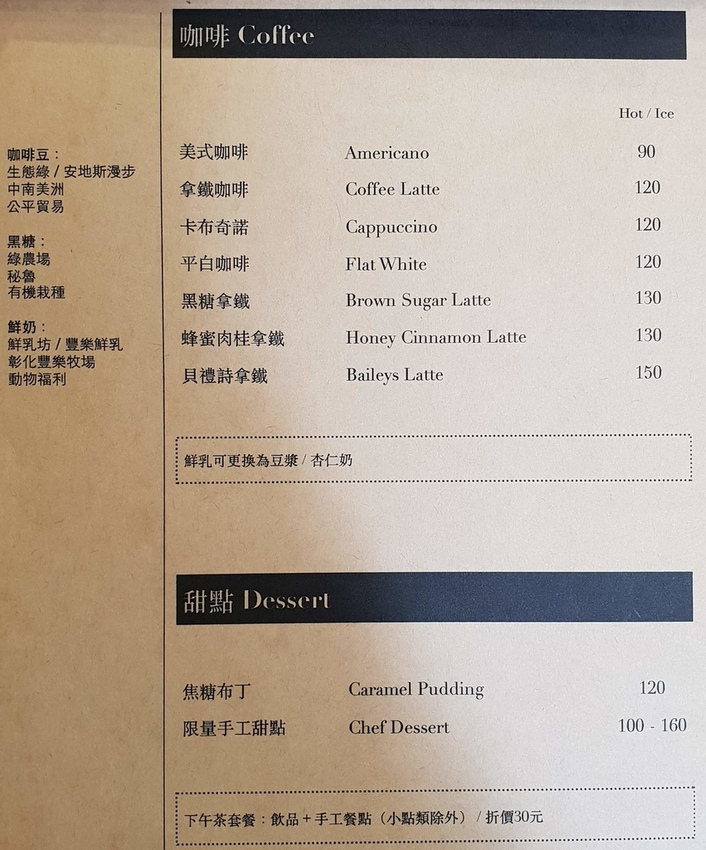 咖啡 Coffee
Hot / Ice
美式咖啡 Americano 90
拿鐵咖啡 Coffee Latte 120
卡布奇諾 Cappuccino 120
平白咖啡 Flat White 120
黑糖拿鐵 Brown Sugar Latte 130
蜂蜜肉桂拿鐵 Honey Cinnamon Latte 130
貝禮詩拿鐵 Baileys Latte 150
鮮乳可更換為豆漿 / 杏仁奶
咖啡豆：
生態綠 / 安地斯漫步
中南美洲
公平貿易
黑糖：
綠農場
秘魯
有機栽種
鮮奶：
鮮乳坊 / 豐樂鮮乳
彰化豐樂牧場
動物福利
甜點 Dessert
焦糖布丁 Caramel Pudding 120
限量手工甜點 Chef Dessert 100 - 160
下午茶套餐：飲品＋手工餐點（小點類除外） / 折價30元